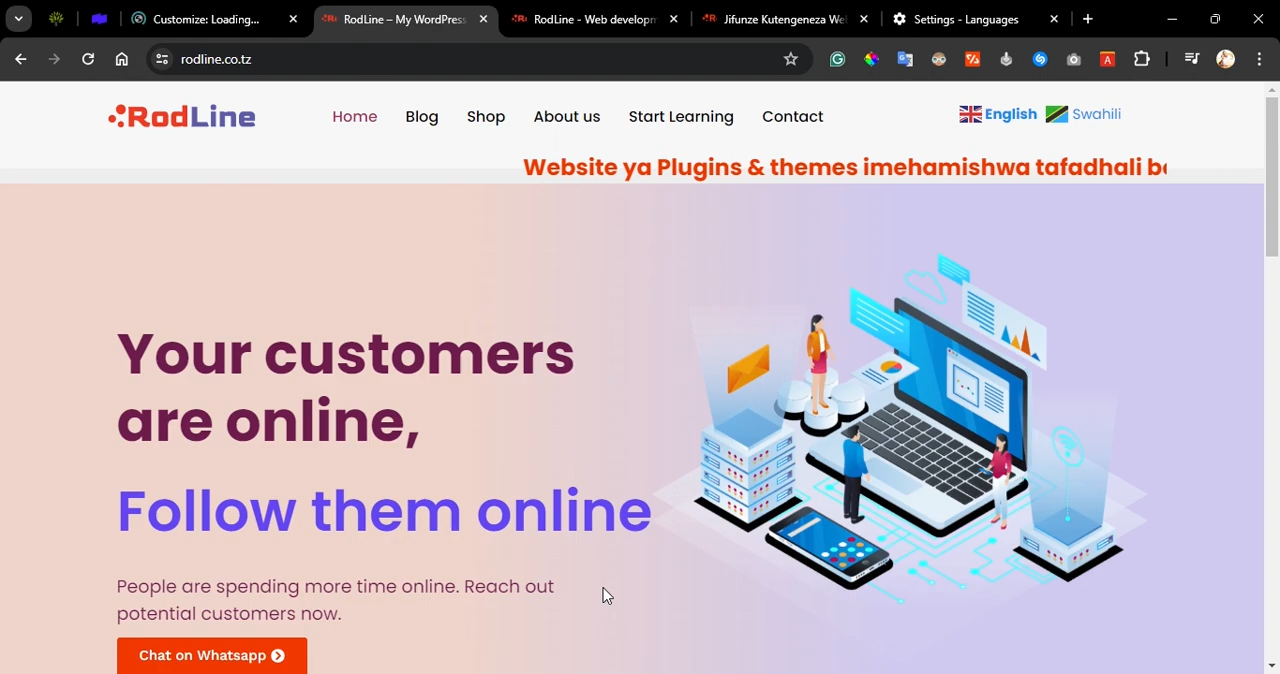 Customize: Loading...
RodLine – My WordPress
RodLine - Web developm
Jifunze Kutengeneza We
Settings - Languages
rodline.co.tz
RodLine
Home
Blog
Shop
About us
Start Learning
Contact
English
Swahili
Website ya Plugins & themes imehamishwa tafadhali
Your customers
are online,
Follow them online
People are spending more time online. Reach out
potential customers now.
Chat on Whatsapp